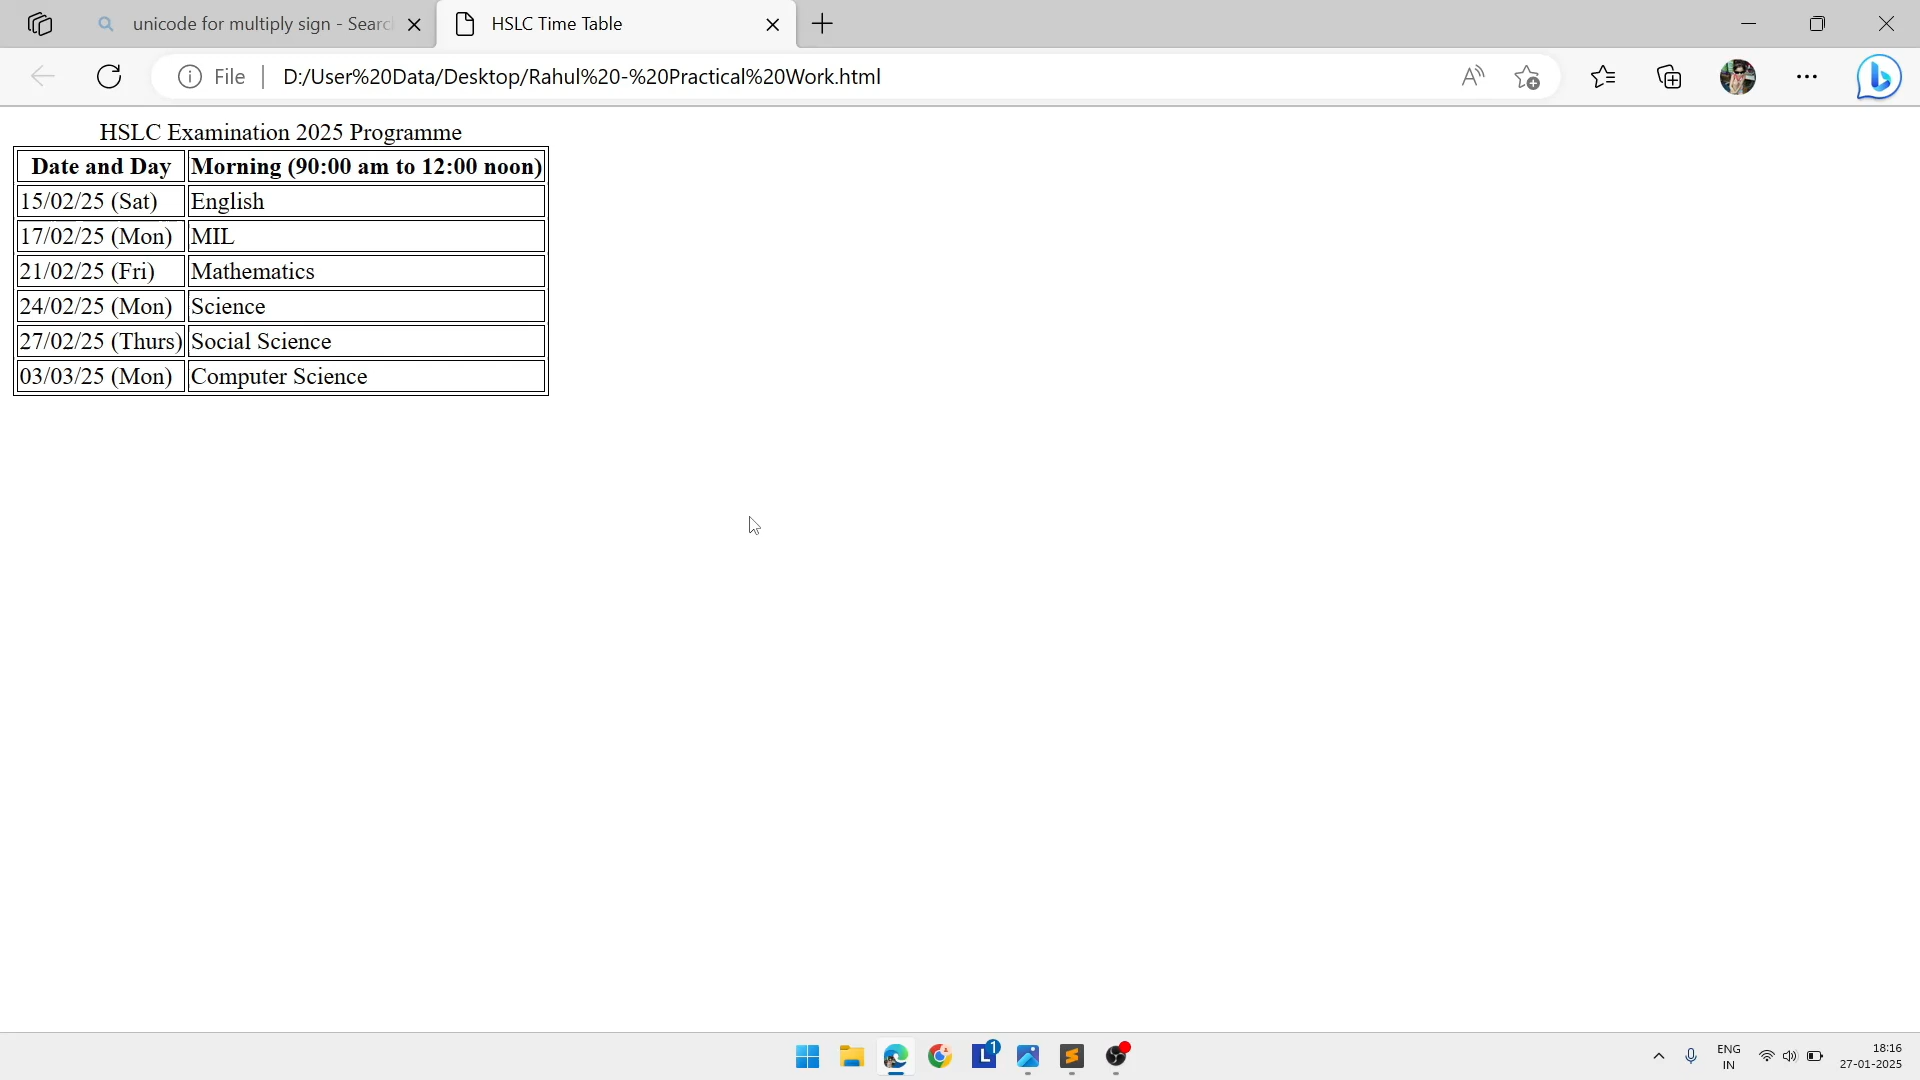 unicode for multiply sign - Searc
HSLC Time Table
File
D:/User%20Data/Desktop/Rahul%20-%20Practical%20Work.html
HSLC Examination 2025 Programme
Date and Day Morning (90:00 am to 12:00 noon)
15/02/25 (Sat) English
17/02/25 (Mon) MIL
21/02/25 (Fri) Mathematics
24/02/25 (Mon) Science
27/02/25 (Thurs) Social Science
03/03/25 (Mon) Computer Science
L 1
ENG
IN
18:16
27-01-2025